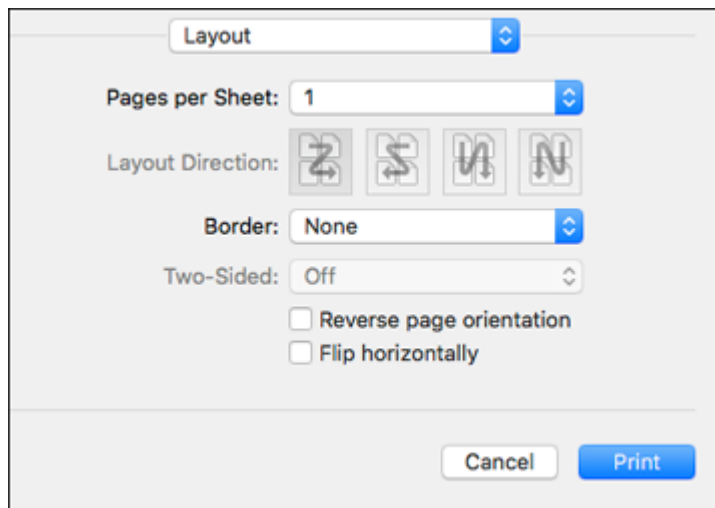 Layout
Pages per Sheet: 1
Layout Direction:
Border: None
Two-Sided: Off
Reverse page orientation
Flip horizontally
Cancel Print